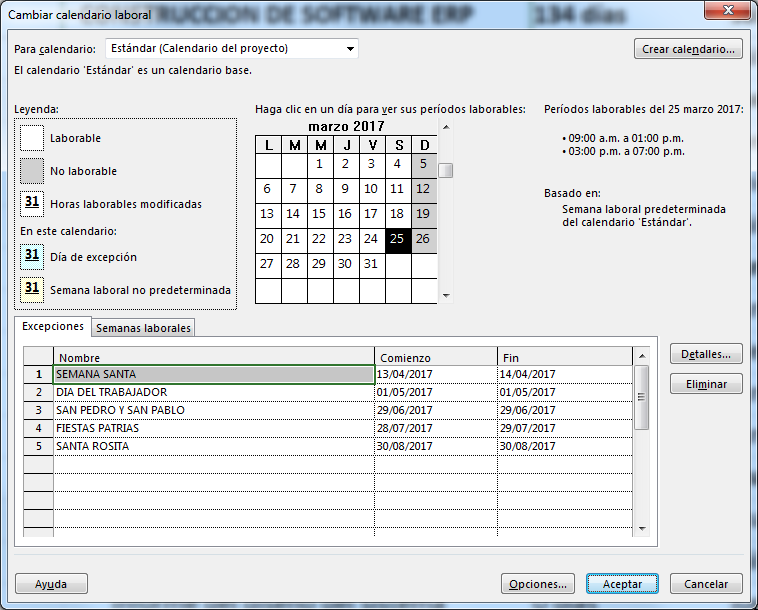 Cambiar calendario laboral
CONSTRUCCION DE SOFTWARE ERP 134 días
Para calendario: Estándar (Calendario del proyecto) Crear calendario...
El calendario 'Estándar' es un calendario base.
Leyenda:
Laborable
No laborable
31 Horas laborables modificadas
En este calendario:
31 Día de excepción
31 Semana laboral no predeterminada
Haga clic en un día para ver sus períodos laborables:
marzo 2017
L M M J V S D
1 2 3 4 5
6 7 8 9 10 11 12
13 14 15 16 17 18 19
20 21 22 23 24 25 26
27 28 29 30 31
Períodos laborables del 25 marzo 2017:
• 09:00 a.m. a 01:00 p.m.
• 03:00 p.m. a 07:00 p.m.
Basado en:
Semana laboral predeterminada
del calendario 'Estándar'.
Excepciones Semanas laborales
Nombre Comienzo Fin
1 SEMANA SANTA 13/04/2017 14/04/2017
2 DIA DEL TRABAJADOR 01/05/2017 01/05/2017
3 SAN PEDRO Y SAN PABLO 29/06/2017 29/06/2017
4 FIESTAS PATRIAS 28/07/2017 29/07/2017
5 SANTA ROSITA 30/08/2017 30/08/2017
Detalles...
Eliminar
Ayuda Opciones... Aceptar Cancelar